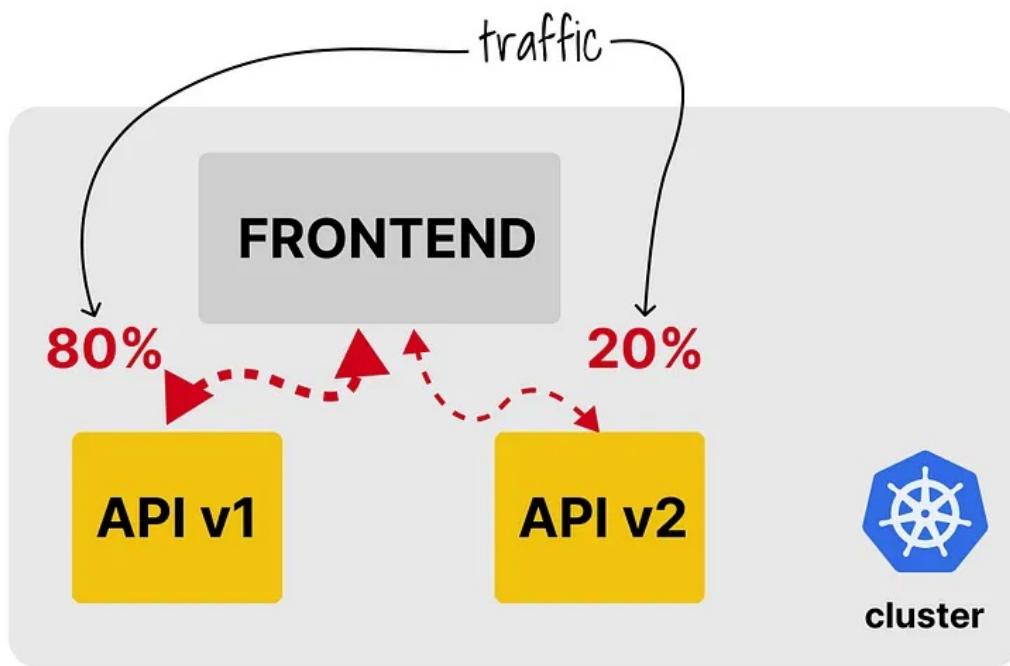 traffic
FRONTEND
80%
20%
API v1
API v2
cluster